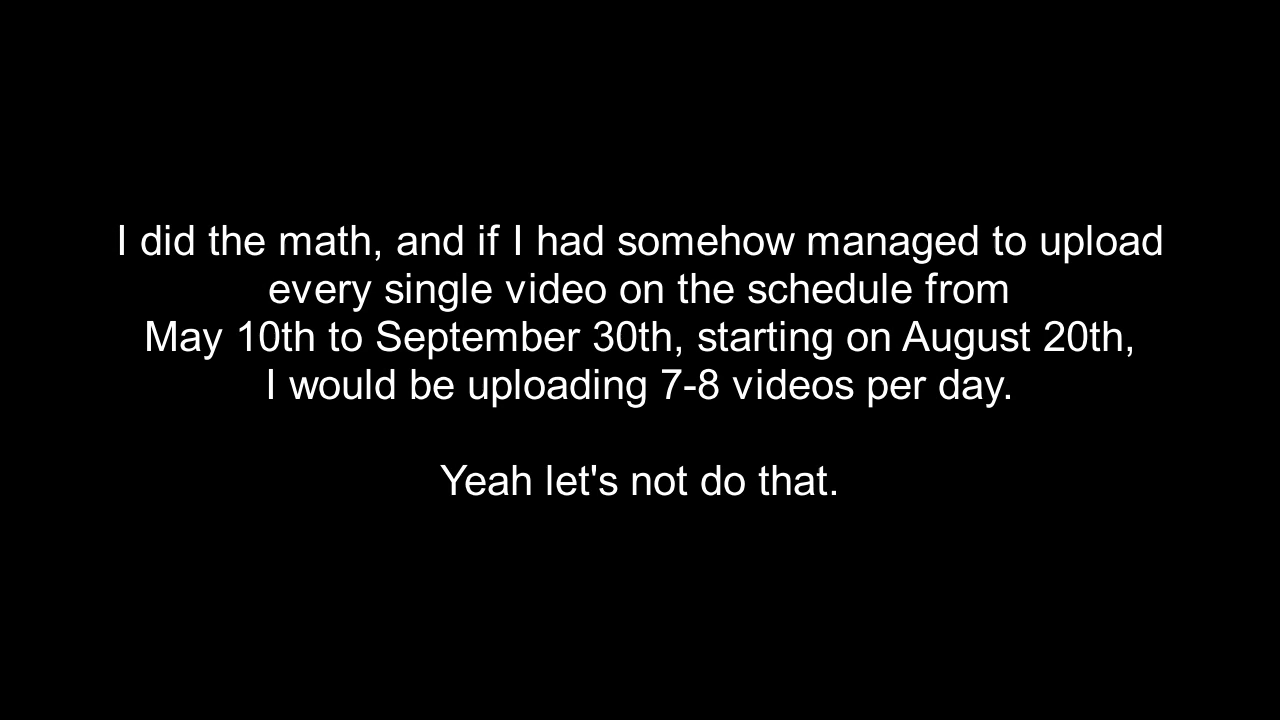 I did the math, and if I had somehow managed to upload
every single video on the schedule from
May 10th to September 30th, starting on August 20th,
I would be uploading 7-8 videos per day.
Yeah let's not do that.